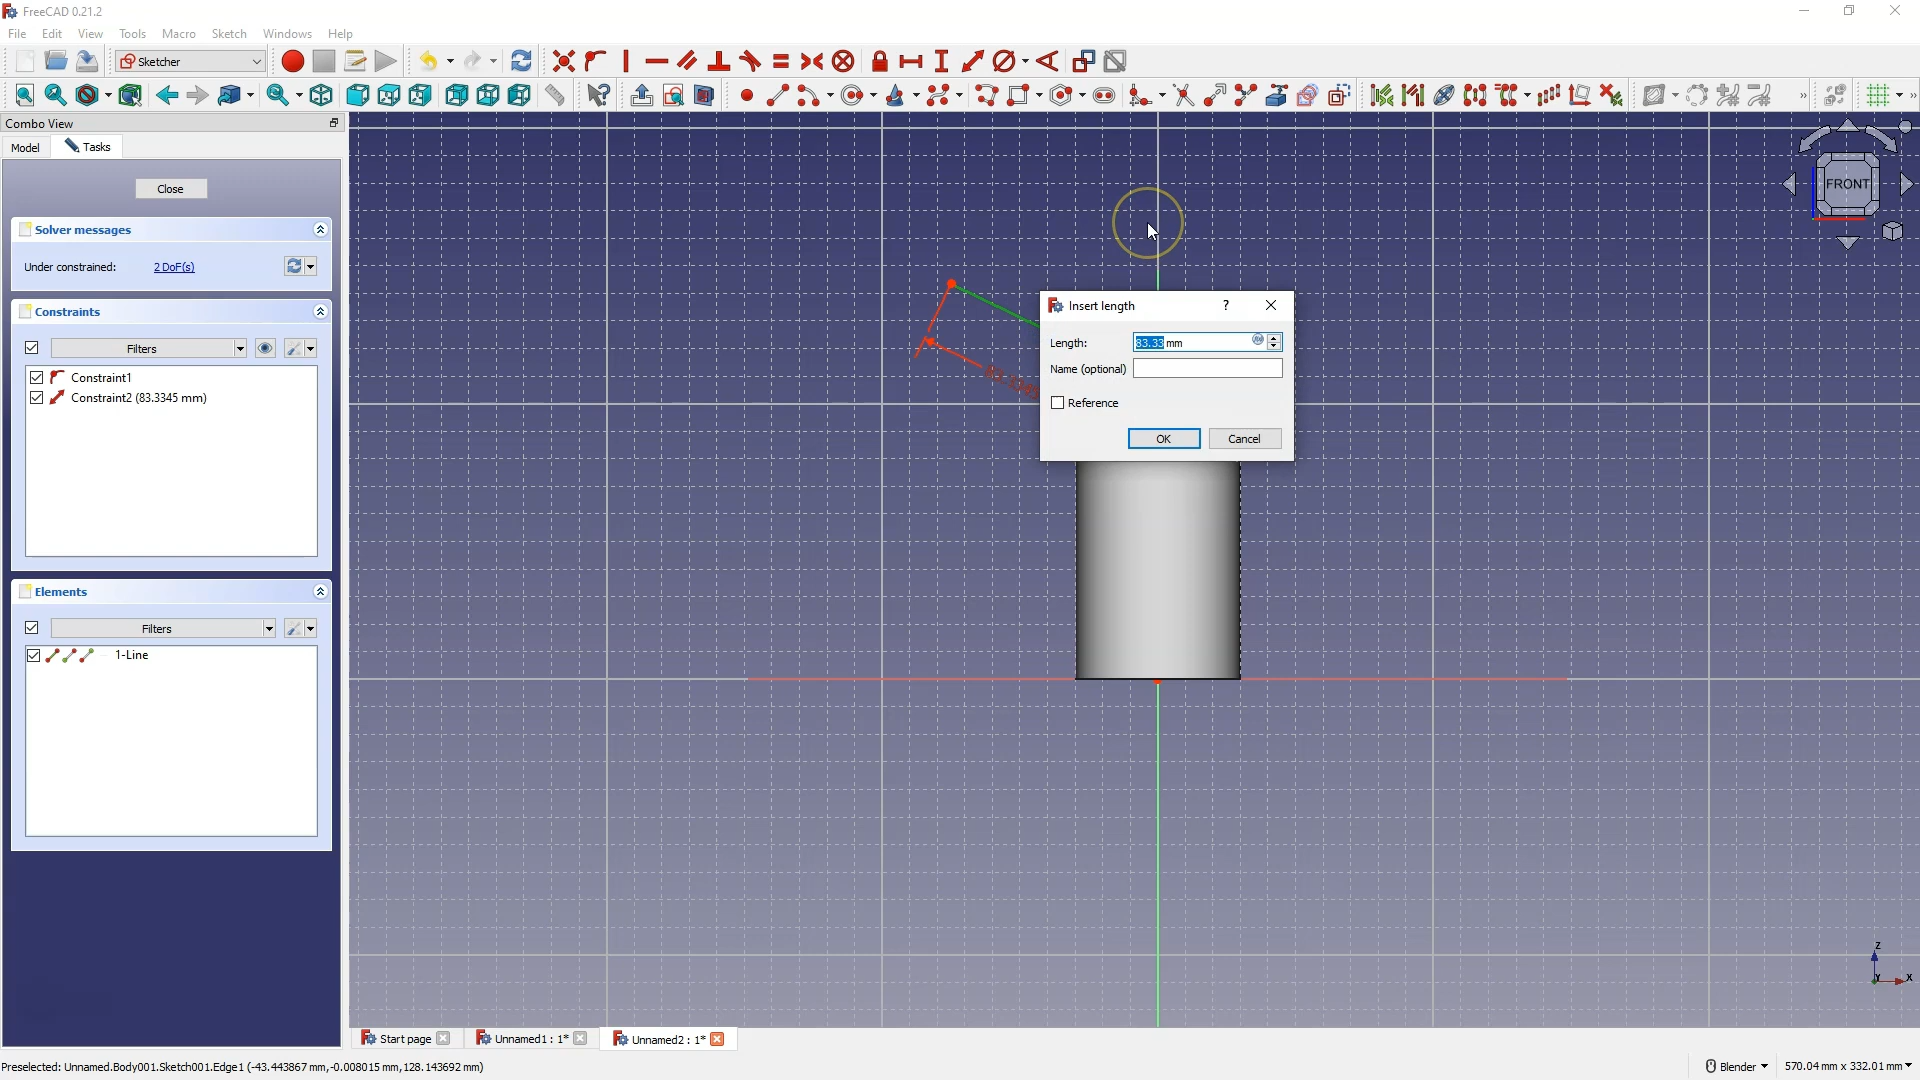 FreeCAD 0.21.2
File Edit View Tools Macro Sketch Windows Help
Sketcher
Combo View
Model Tasks
Close
Solver messages
Under constrained: 2 DoF(s)
Constraints
Filters
Constraint1
Constraint2 (83.3345 mm)
Elements
Filters
1-Line
FRONT
Insert length ?
Length: 83.33 mm
Name (optional)
Reference
OK Cancel
Z
Y X
Start page Unnamed1 : 1* Unnamed2 : 1*
Preselected: Unnamed.Body001.Sketch001.Edge1 (-43.443867 mm,-0.008015 mm,128.143692 mm)
Blender 570.04 mm x 332.01 mm